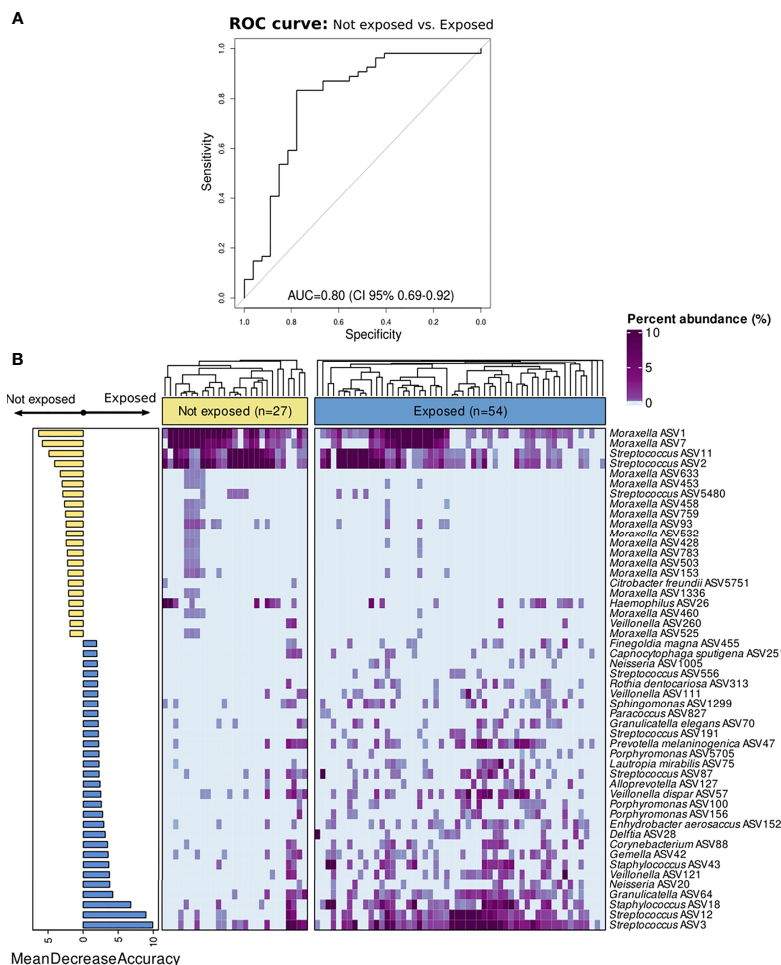 A
ROC curve: Not exposed vs. Exposed
Sensitivity
0.0 0.2 0.4 0.6 0.8 1.0
AUC=0.80 (CI 95% 0.69-0.92)
1.0 0.8 0.6 0.4 0.2 0.0
Specificity
Percent abundance (%)
10
5
0
B
Not exposed Exposed
Not exposed (n=27)
Exposed (n=54)
Moraxella ASV1
Moraxella ASV7
Streptococcus ASV11
Streptococcus ASV2
Moraxella ASV633
Moraxella ASV453
Streptococcus ASV5480
Moraxella ASV458
Moraxella ASV759
Moraxella ASV93
Moraxella ASV532
Moraxella ASV428
Moraxella ASV783
Moraxella ASV503
Moraxella ASV153
Citrobacter freundii ASV5751
Moraxella ASV1336
Haemophilus ASV26
Moraxella ASV460
Veillonella ASV260
Moraxella ASV525
Finegoldia magna ASV455
Capnocytophaga sputigena ASV25
Neisseria ASV1005
Streptococcus ASV556
Rothia dentocariosa ASV313
Veillonella ASV111
Sphingomonas ASV1299
Paracoccus ASV827
Granulicatella elegans ASV70
Streptococcus ASV191
Prevotella melaninogenica ASV47
Porphyromonas ASV5705
Lautropia mirabilis ASV75
Streptococcus ASV87
Alloprevotella ASV127
Veillonella dispar ASV57
Porphyromonas ASV100
Porphyromonas ASV156
Enhydrobacter aerosaccus ASV152
Delftia ASV28
Corynebacterium ASV88
Gemella ASV42
Staphylococcus ASV43
Veillonella ASV121
Neisseria ASV20
Granulicatella ASV64
Staphylococcus ASV18
Streptococcus ASV12
Streptococcus ASV3
5 0 5 10
MeanDecreaseAccuracy